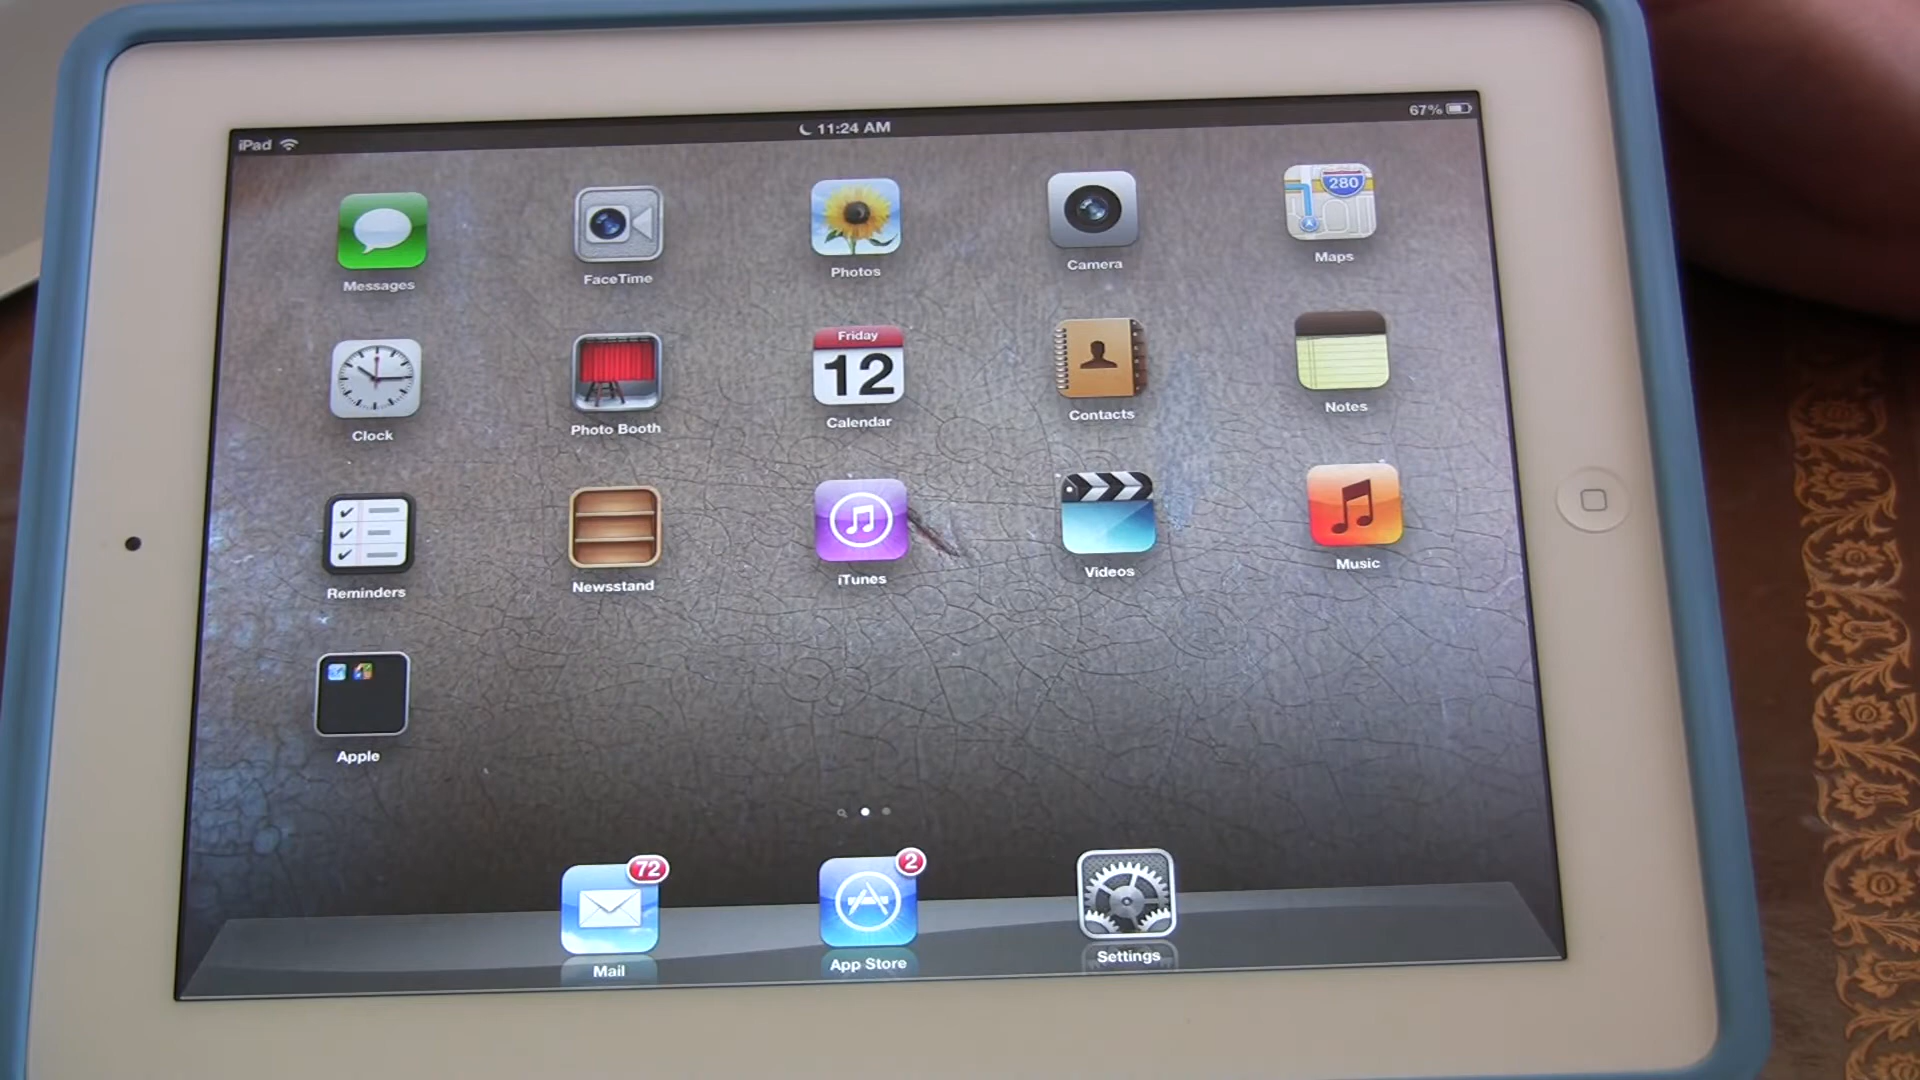 iPad 11:24 AM 67%
280
Messages FaceTime Photos Camera Maps
Friday
12
Clock Photo Booth Calendar Contacts Notes
Reminders Newsstand iTunes Videos Music
Apple
72 2
Mail App Store Settings